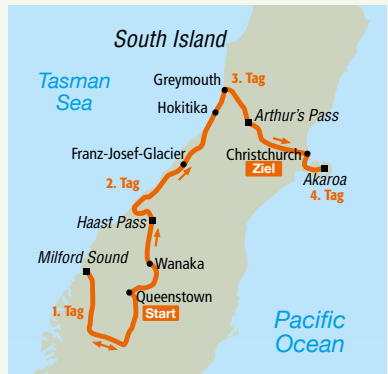 South Island
Tasman
Sea
Greymouth
3. Tag
Hokitika
Arthur's Pass
Franz-Josef-Glacier
Christchurch
Ziel
Akaroa
4. Tag
2. Tag
Haast Pass
Milford Sound
Wanaka
Queenstown
1. Tag
Start
Pacific
Ocean